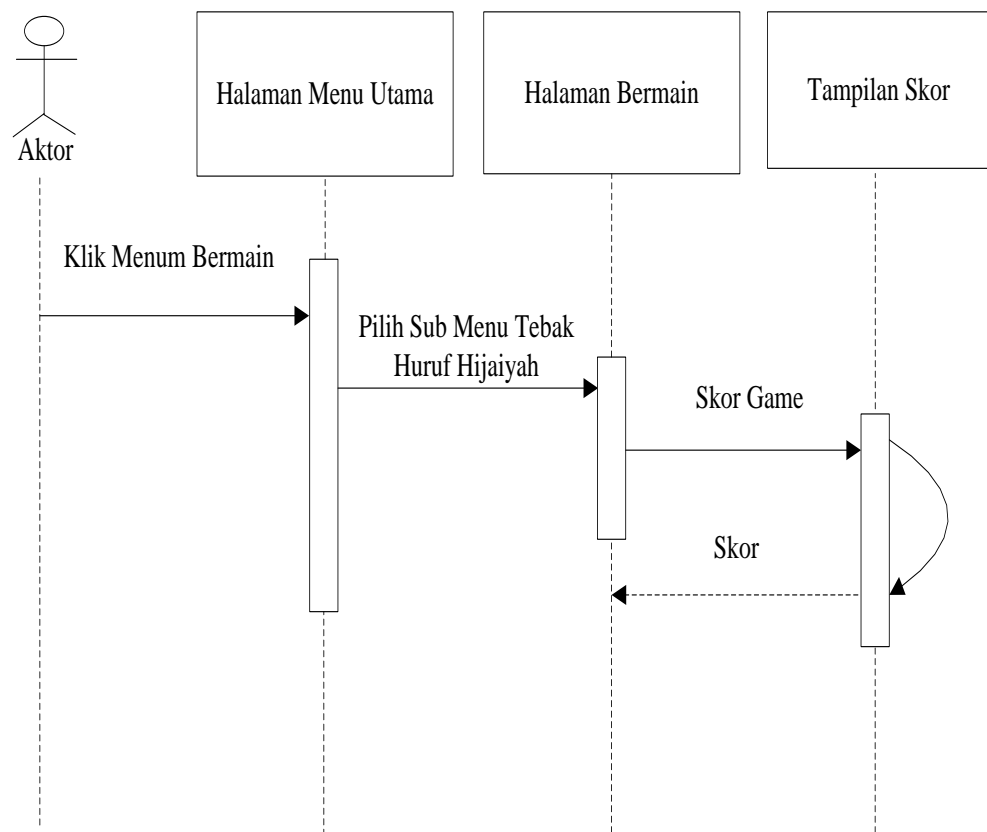 Aktor
Halaman Menu Utama
Halaman Bermain
Tampilan Skor
Klik Menum Bermain
Pilih Sub Menu Tebak
Huruf Hijaiyah
Skor Game
Skor